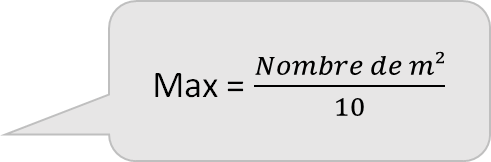 Max = Nombre de m² / 10